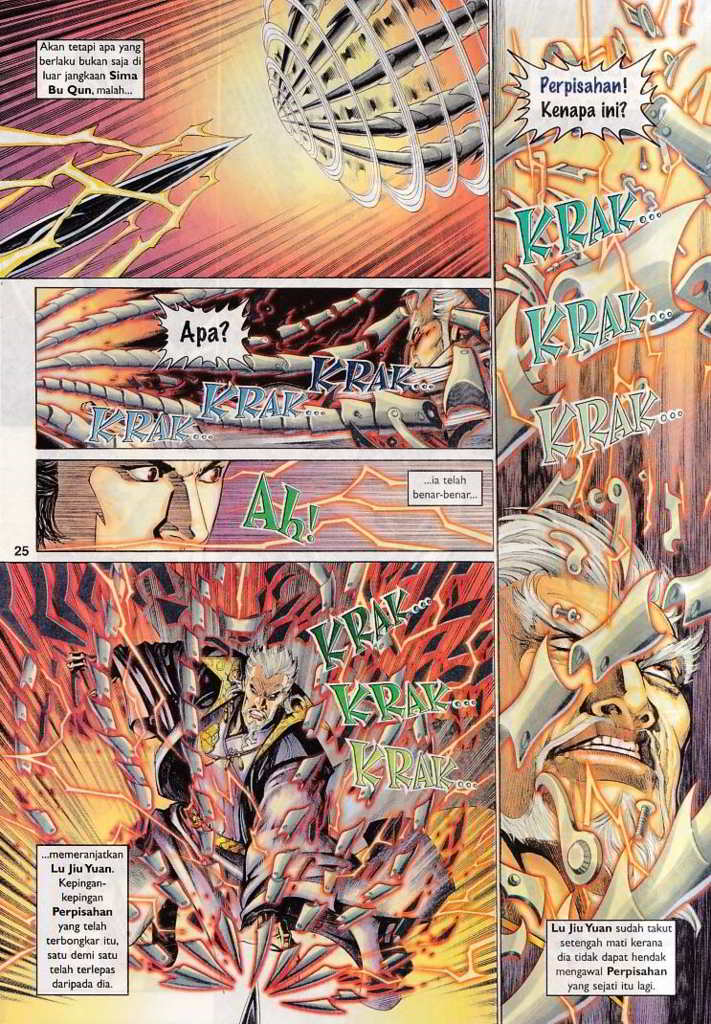 Akan tetapi apa yang
berlaku bukan saja di
luar jangkaan Sima
Bu Qun, malah...
Apa?
KRAK...
KRAK...
KRAK...
Ah!
...ia telah
benar-benar...
25
KRAK...
KRAK...
KRAK...
...memeranjatkan
Lu Jiu Yuan.
Kepingan-
kepingan
Perpisahan
yang telah
terbongkar itu,
satu demi satu
telah terlepas
daripada dia.
Perpisahan!
Kenapa ini?
KRAK...
KRAK...
KRAK...
Lu Jiu Yuan sudah takut
setengah mati kerana
dia tidak dapat hendak
mengawal Perpisahan
yang sejati itu lagi.